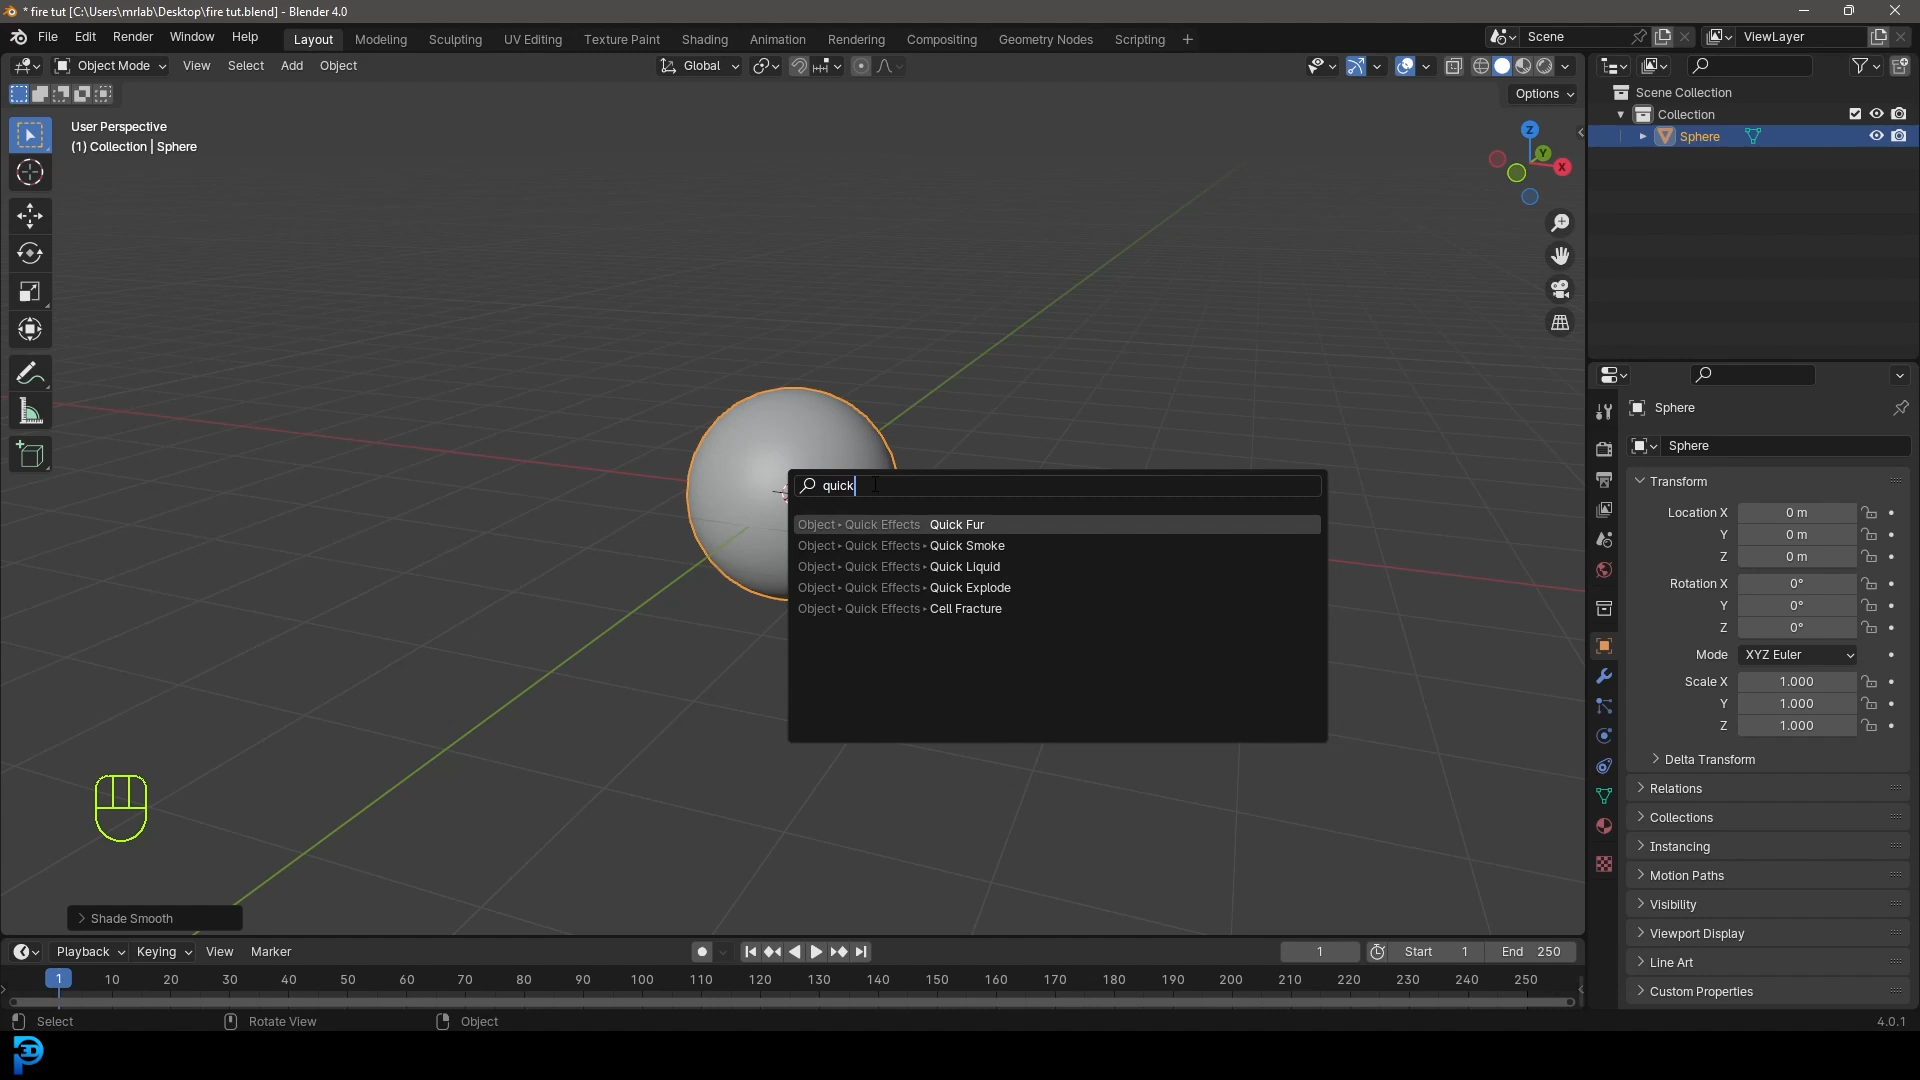 * fire tut [C:\Users\mrlab\Desktop\fire tut.blend] - Blender 4.0
File Edit Render Window Help Layout Modeling Sculpting UV Editing Texture Paint Shading Animation Rendering Compositing Geometry Nodes Scripting + Scene ViewLayer
Object Mode View Select Add Object Global
Options
User Perspective
(1) Collection | Sphere
Z
Y
X
Scene Collection
Collection
Sphere
quick
Object ▸ Quick Effects ▸ Quick Fur
Object ▸ Quick Effects ▸ Quick Smoke
Object ▸ Quick Effects ▸ Quick Liquid
Object ▸ Quick Effects ▸ Quick Explode
Object ▸ Quick Effects ▸ Cell Fracture
Sphere
Sphere
Transform
Location X 0 m
Y 0 m
Z 0 m
Rotation X 0°
Y 0°
Z 0°
Mode XYZ Euler
Scale X 1.000
Y 1.000
Z 1.000
Delta Transform
Relations
Collections
Instancing
Motion Paths
Visibility
Viewport Display
Line Art
Custom Properties
Shade Smooth
Playback Keying View Marker 1 Start 1 End 250
1 10 20 30 40 50 60 70 80 90 100 110 120 130 140 150 160 170 180 190 200 210 220 230 240 250
Select Rotate View Object 4.0.1
3D